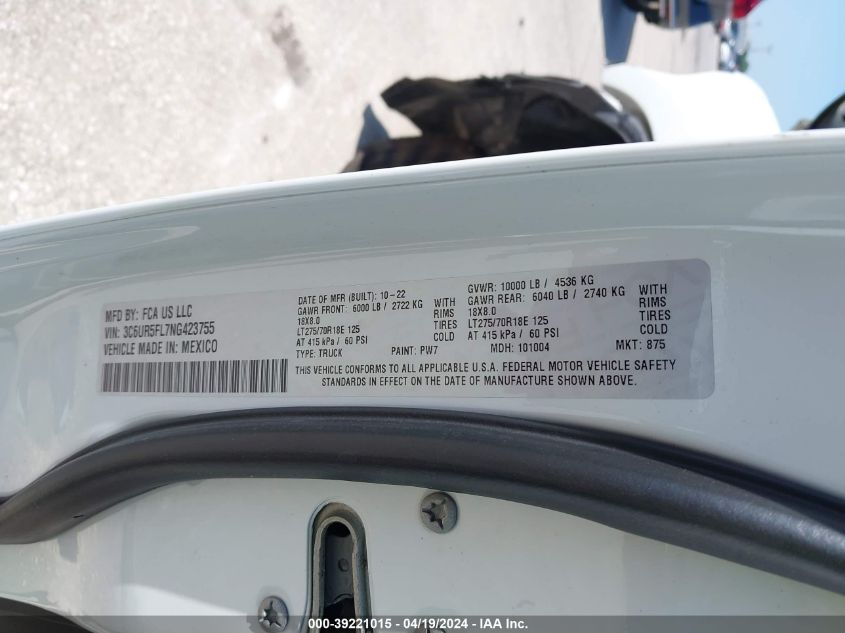 MFD BY: FCA US LLC
VIN: 3C6UR5FL7NG423755
VEHICLE MADE IN: MEXICO
DATE OF MFR (BUILT): 10-22
GAWR FRONT: 6000 LB / 2722 KG WITH
18X8.0 RIMS
LT275/70R18E 125 TIRES
AT 415 kPa / 60 PSI COLD
TYPE: TRUCK PAINT: PW7
GVWR: 10000 LB / 4536 KG
GAWR REAR: 6040 LB / 2740 KG WITH
18X8.0 RIMS
LT275/70R18E 125 TIRES
AT 415 kPa / 60 PSI COLD
MDH: 101004 MKT: 875
THIS VEHICLE CONFORMS TO ALL APPLICABLE U.S.A. FEDERAL MOTOR VEHICLE SAFETY
STANDARDS IN EFFECT ON THE DATE OF MANUFACTURE SHOWN ABOVE.
000-39221015 - 04/19/2024 - IAA Inc.